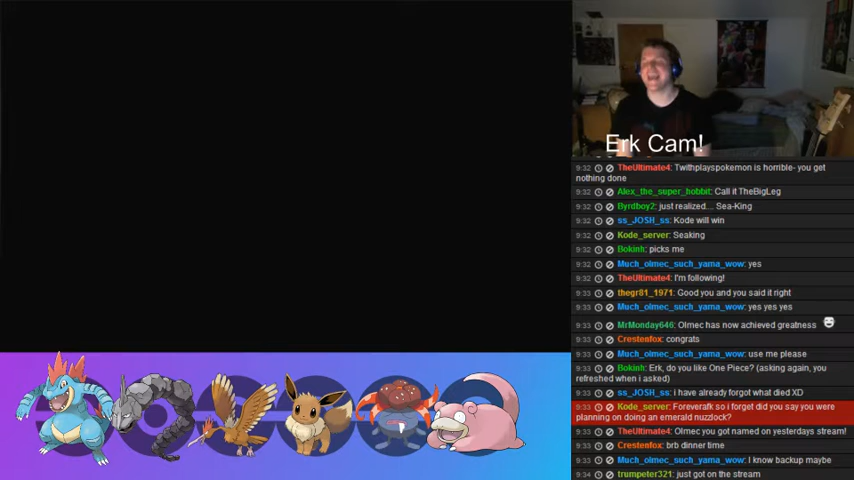 Erk Cam!
9:32 TheUltimate4: Twithplayspokemon is horrible- you get
nothing done
9:32 Alex_the_super_hobbit: Call it TheBigLeg
9:32 Byrdboy2: just realized.... Sea-King
9:32 ss_JOSH_ss: Kode will win
9:32 Kode_server: Seaking
9:32 Bokinh: picks me
9:32 Much_olmec_such_yama_wow: yes
9:32 TheUltimate4: I'm following!
9:33 thegr81_1971: Good you and you said it right
9:33 Much_olmec_such_yama_wow: yes yes yes
9:33 MrMonday646: Olmec has now achieved greatness
9:33 Crestenfox: congrats
9:33 Much_olmec_such_yama_wow: use me please
9:33 Bokinh: Erk, do you like One Piece? (asking again, you
refreshed when i asked)
9:33 ss_JOSH_ss: i have already forgot what died XD
9:33 Kode_server: Foreverafk so i forget did you say you were
planning on doing an emerald nuzzlock?
9:33 TheUltimate4: Olmec you got named on yesterdays stream!
9:33 Crestenfox: brb dinner time
9:33 Much_olmec_such_yama_wow: I know backup maybe
9:34 trumpeter321: just got on the stream